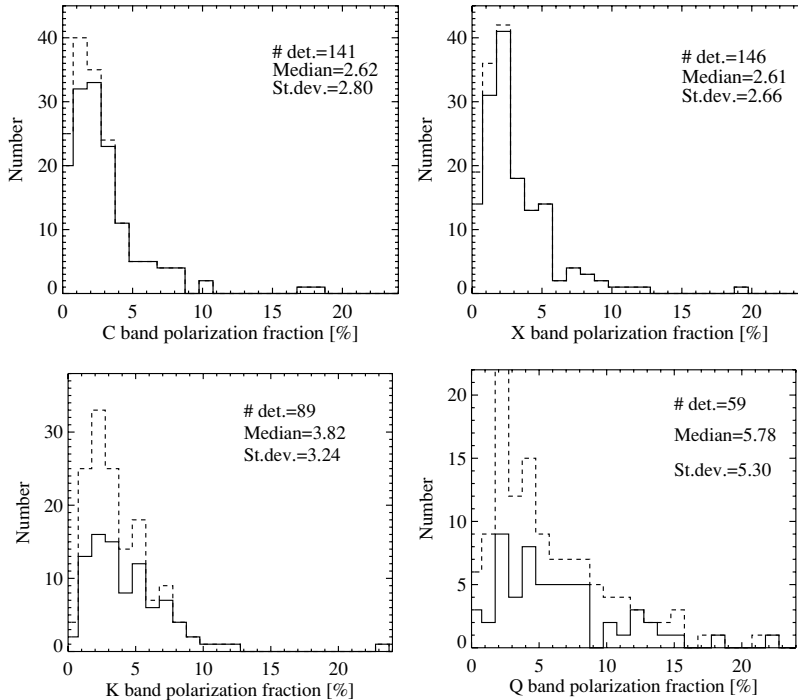 40
30
20
10
0
Number
# det.=141
Median=2.62
St.dev.=2.80
0 5 10 15 20
C band polarization fraction [%]
40
30
20
10
0
Number
# det.=146
Median=2.61
St.dev.=2.66
0 5 10 15 20
X band polarization fraction [%]
30
20
10
0
Number
# det.=89
Median=3.82
St.dev.=3.24
0 5 10 15 20
K band polarization fraction [%]
20
15
10
5
0
Number
# det.=59
Median=5.78
St.dev.=5.30
0 5 10 15 20
Q band polarization fraction [%]